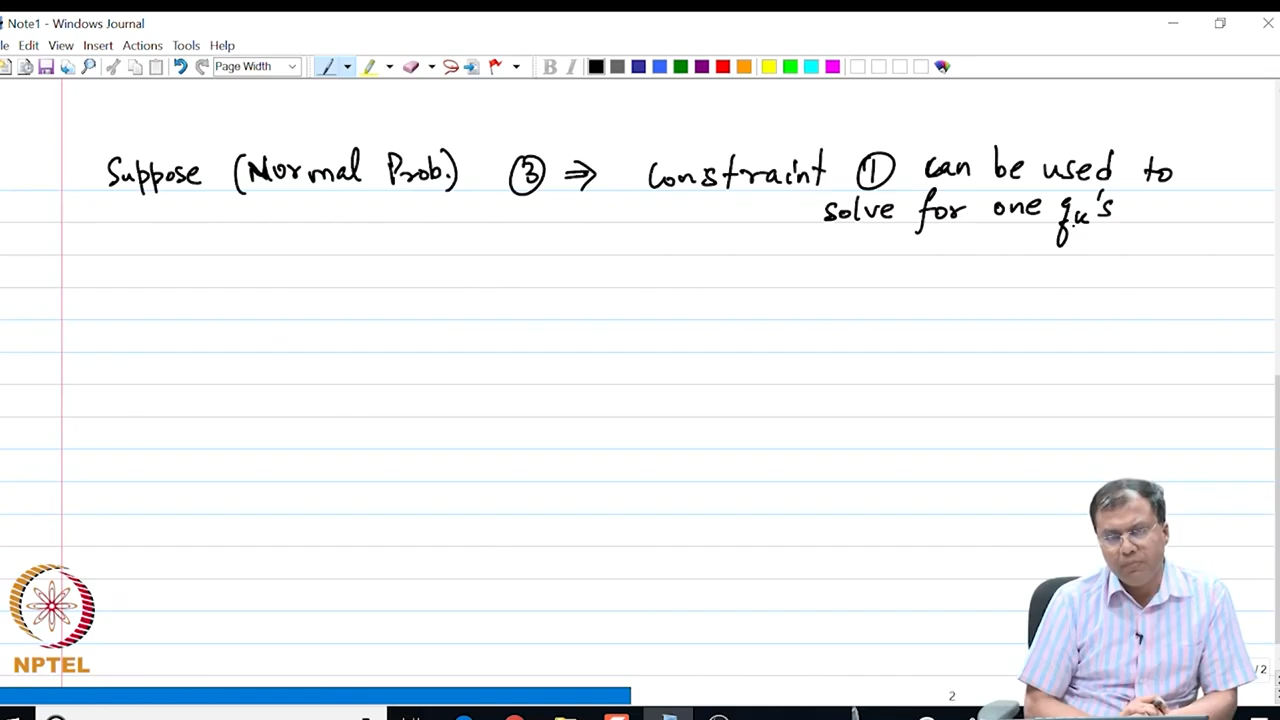 Note1 - Windows Journal
Edit View Insert Actions Tools Help
Page Width
Suppose (Normal Prob.) ③ ⇒ constraint ① can be used to
solve for one qₖ's
NPTEL
2
/2